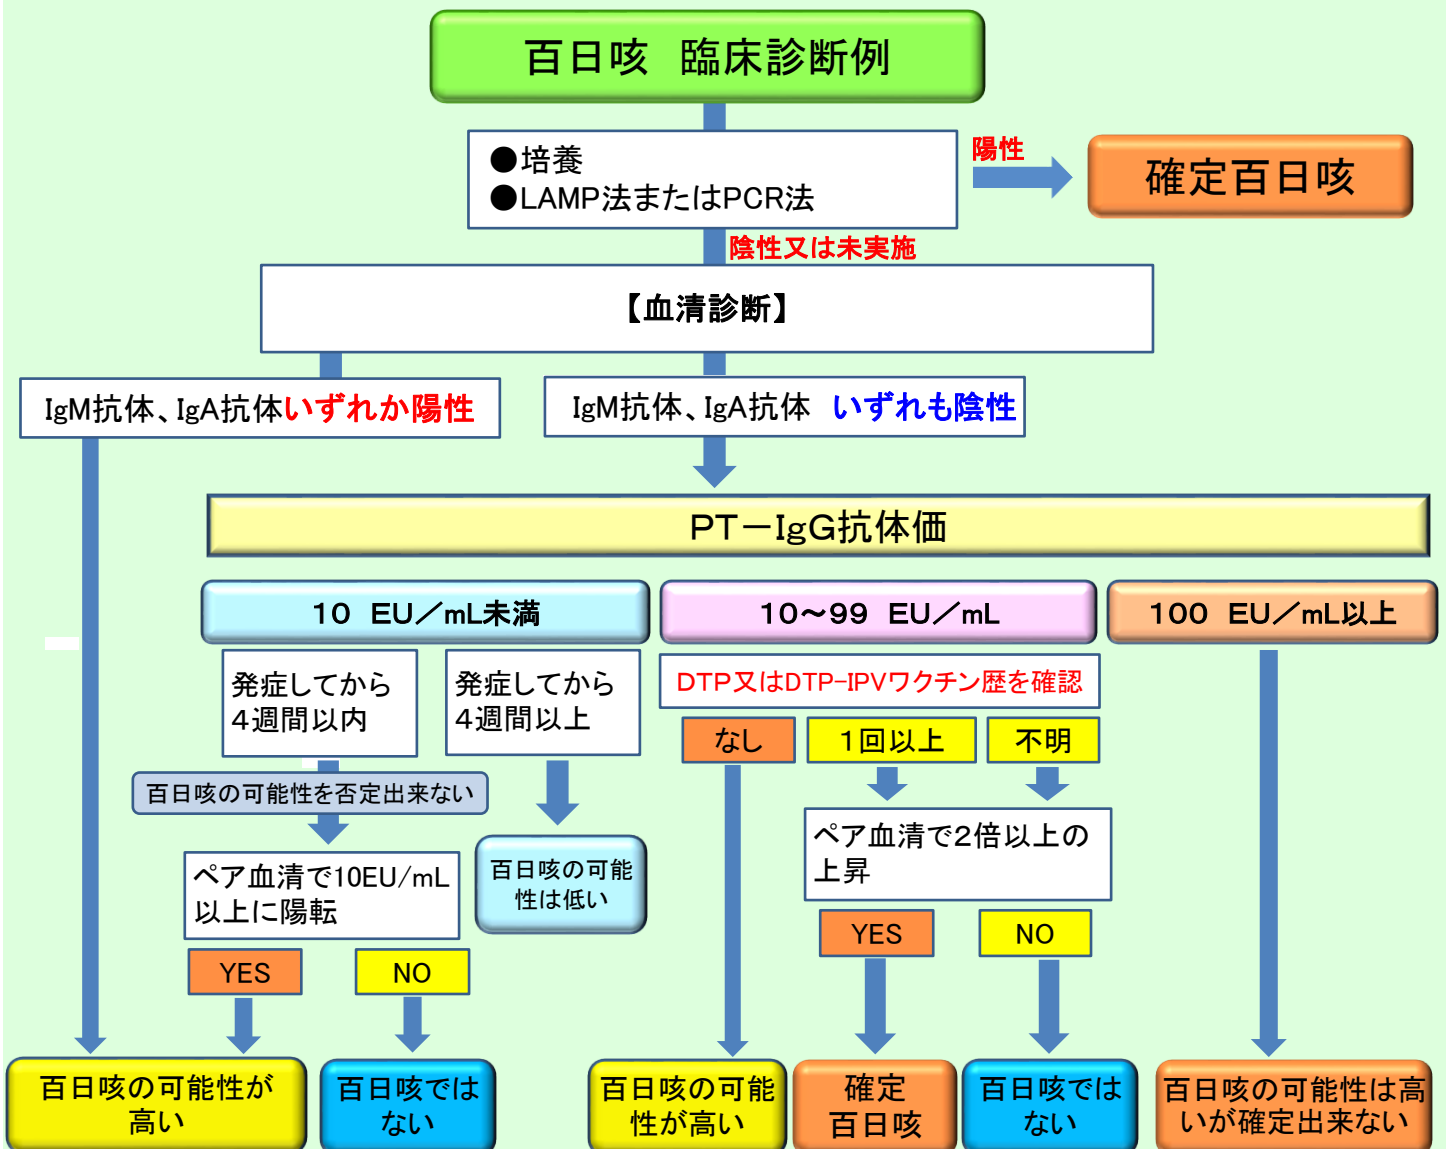 百日咳　臨床診断例
●培養
●LAMP法またはPCR法
陽性
確定百日咳
陰性又は未実施
【血清診断】
IgM抗体、IgA抗体いずれか陽性
IgM抗体、IgA抗体　いずれも陰性
PT－IgG抗体価
10　EU／mL未満
10～99　EU／mL
100　EU／mL以上
発症してから
4週間以内
発症してから
4週間以上
DTP又はDTP-IPVワクチン歴を確認
なし
1回以上
不明
百日咳の可能性を否定出来ない
ペア血清で10EU/mL
以上に陽転
百日咳の可能
性は低い
ペア血清で2倍以上の
上昇
YES
NO
YES
NO
百日咳の可能性が
高い
百日咳では
ない
百日咳の可能
性が高い
確定
百日咳
百日咳では
ない
百日咳の可能性は高
いが確定出来ない